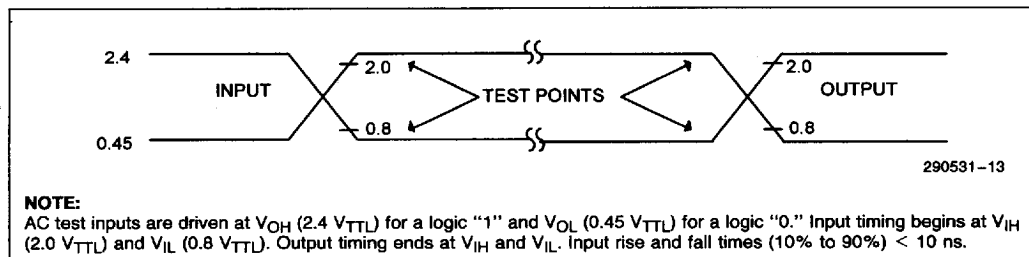 2.4
INPUT
2.0
TEST POINTS
2.0
OUTPUT
0.8
0.8
0.45
290531–13
NOTE:
AC test inputs are driven at VOH (2.4 VTTL) for a logic “1” and VOL (0.45 VTTL) for a logic “0.” Input timing begins at VIH
(2.0 VTTL) and VIL (0.8 VTTL). Output timing ends at VIH and VIL. Input rise and fall times (10% to 90%) < 10 ns.